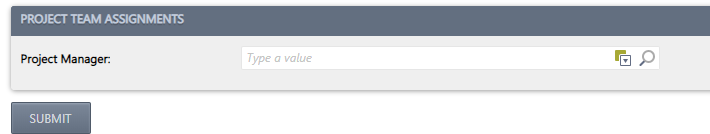 PROJECT TEAM ASSIGNMENTS
Project Manager:
Type a value
SUBMIT